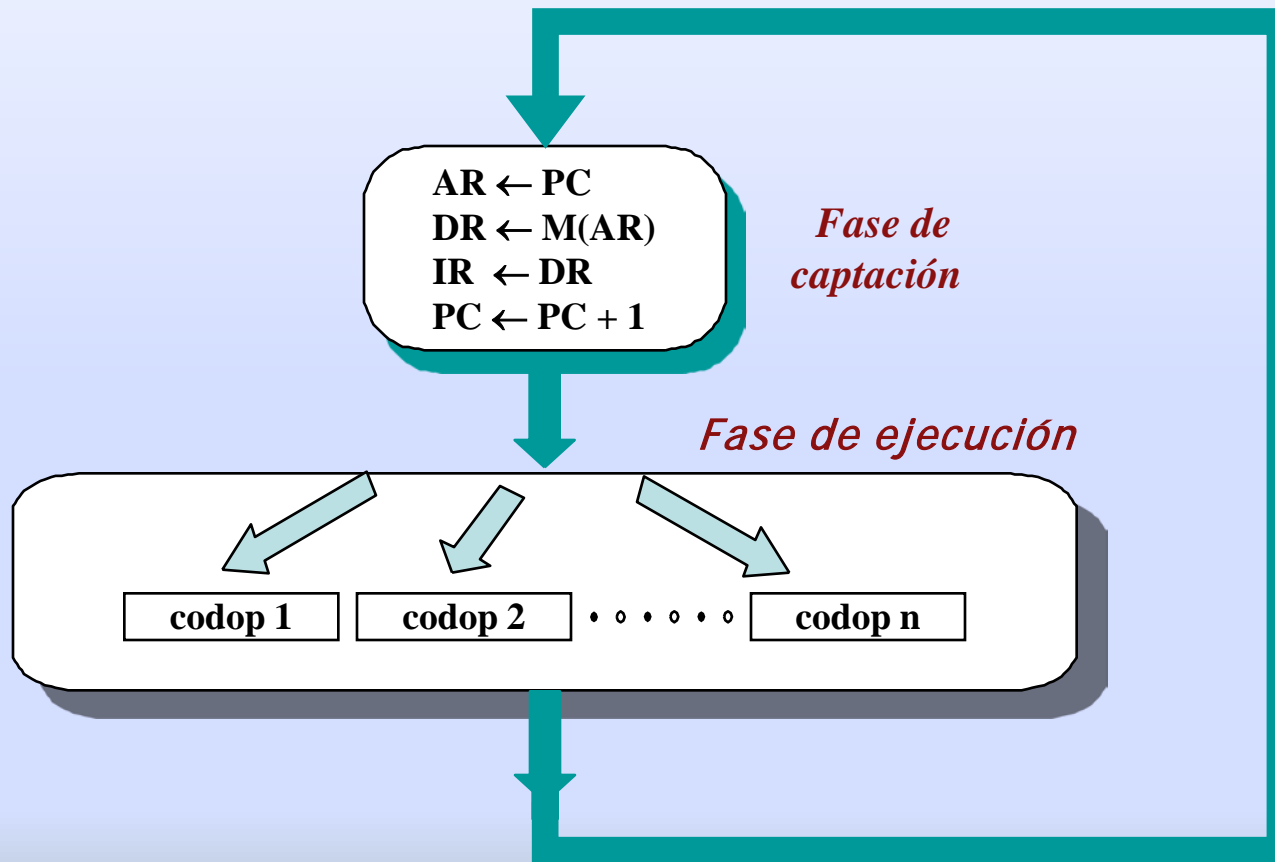 AR ← PC
DR ← M(AR)
IR ← DR
PC ← PC + 1
Fase de
captación
Fase de ejecución
codop 1 codop 2 codop n